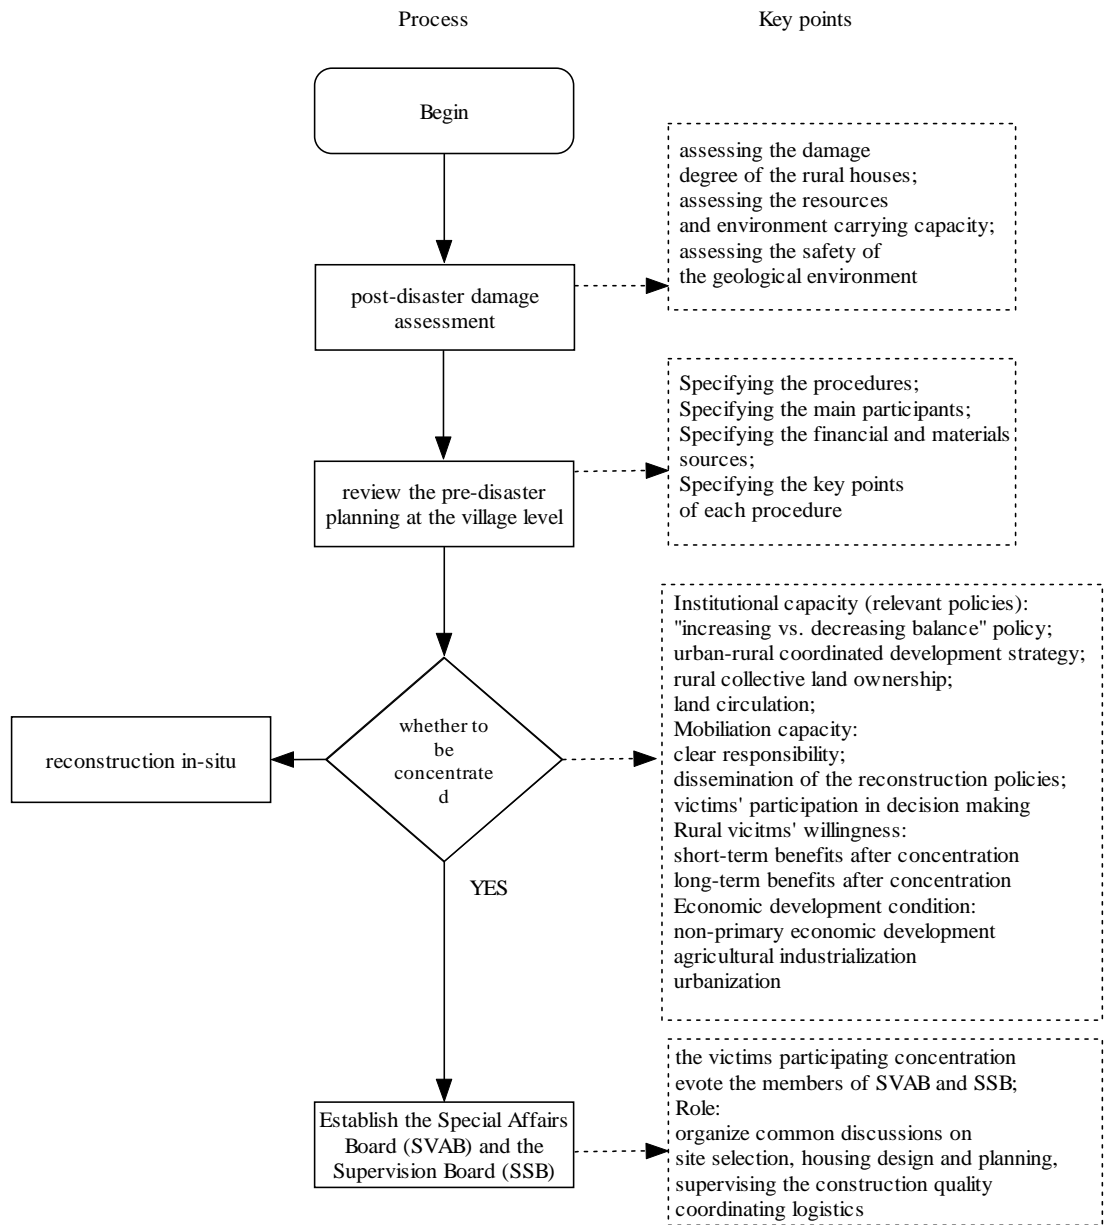 Process
Key points
Begin
assessing the damage
degree of the rural houses;
assessing the resources
and environment carrying capacity;
assessing the safety of
the geological environment
post-disaster damage
assessment
Specifying the procedures;
Specifying the main participants;
Specifying the financial and materials
sources;
Specifying the key points
of each procedure
review the pre-disaster
planning at the village level
Institutional capacity (relevant policies):
"increasing vs. decreasing balance" policy;
urban-rural coordinated development strategy;
rural collective land ownership;
land circulation;
Mobiliation capacity:
clear responsibility;
dissemination of the reconstruction policies;
victims' participation in decision making
Rural vicitms' willingness:
short-term benefits after concentration
long-term benefits after concentration
Economic development condition:
non-primary economic development
agricultural industrialization
urbanization
whether to
be
concentrate
d
reconstruction in-situ
YES
the victims participating concentration
evote the members of SVAB and SSB;
Role:
organize common discussions on
site selection, housing design and planning,
supervising the construction quality
coordinating logistics
Establish the Special Affairs
Board (SVAB) and the
Supervision Board (SSB)